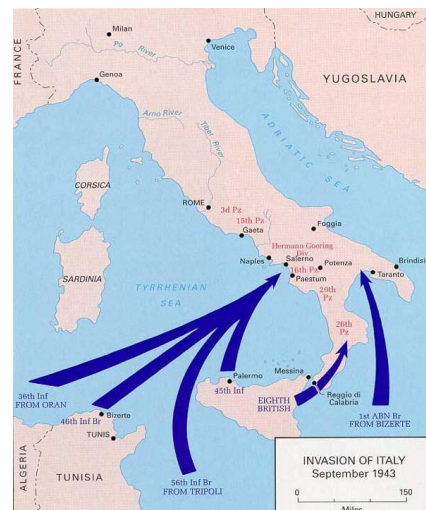 HUNGARY
Milan
Po
River
Venice
FRANCE
Genoa
YUGOSLAVIA
Arno River
Tiber River
ADRIATIC SEA
CORSICA
ROME
3d Pz
15th Pz
Gaeta
Foggia
Hermann Goering
Div
Naples
Salerno
16th Pz
Potenza
Brindisi
Taranto
Paestum
SARDINIA
TYRRHENIAN
SEA
29th
Pz
26th
Pz
36th Inf
FROM ORAN
Palermo
45th Inf
Messina
EIGHTH
BRITISH
Reggio di
Calabria
1st ABN Br
FROM BIZERTE
46th Inf Br
Bizerte
TUNIS
ALGERIA
TUNISIA
56th Inf Br
FROM TRIPOLI
INVASION OF ITALY
September 1943
0
150
Miles